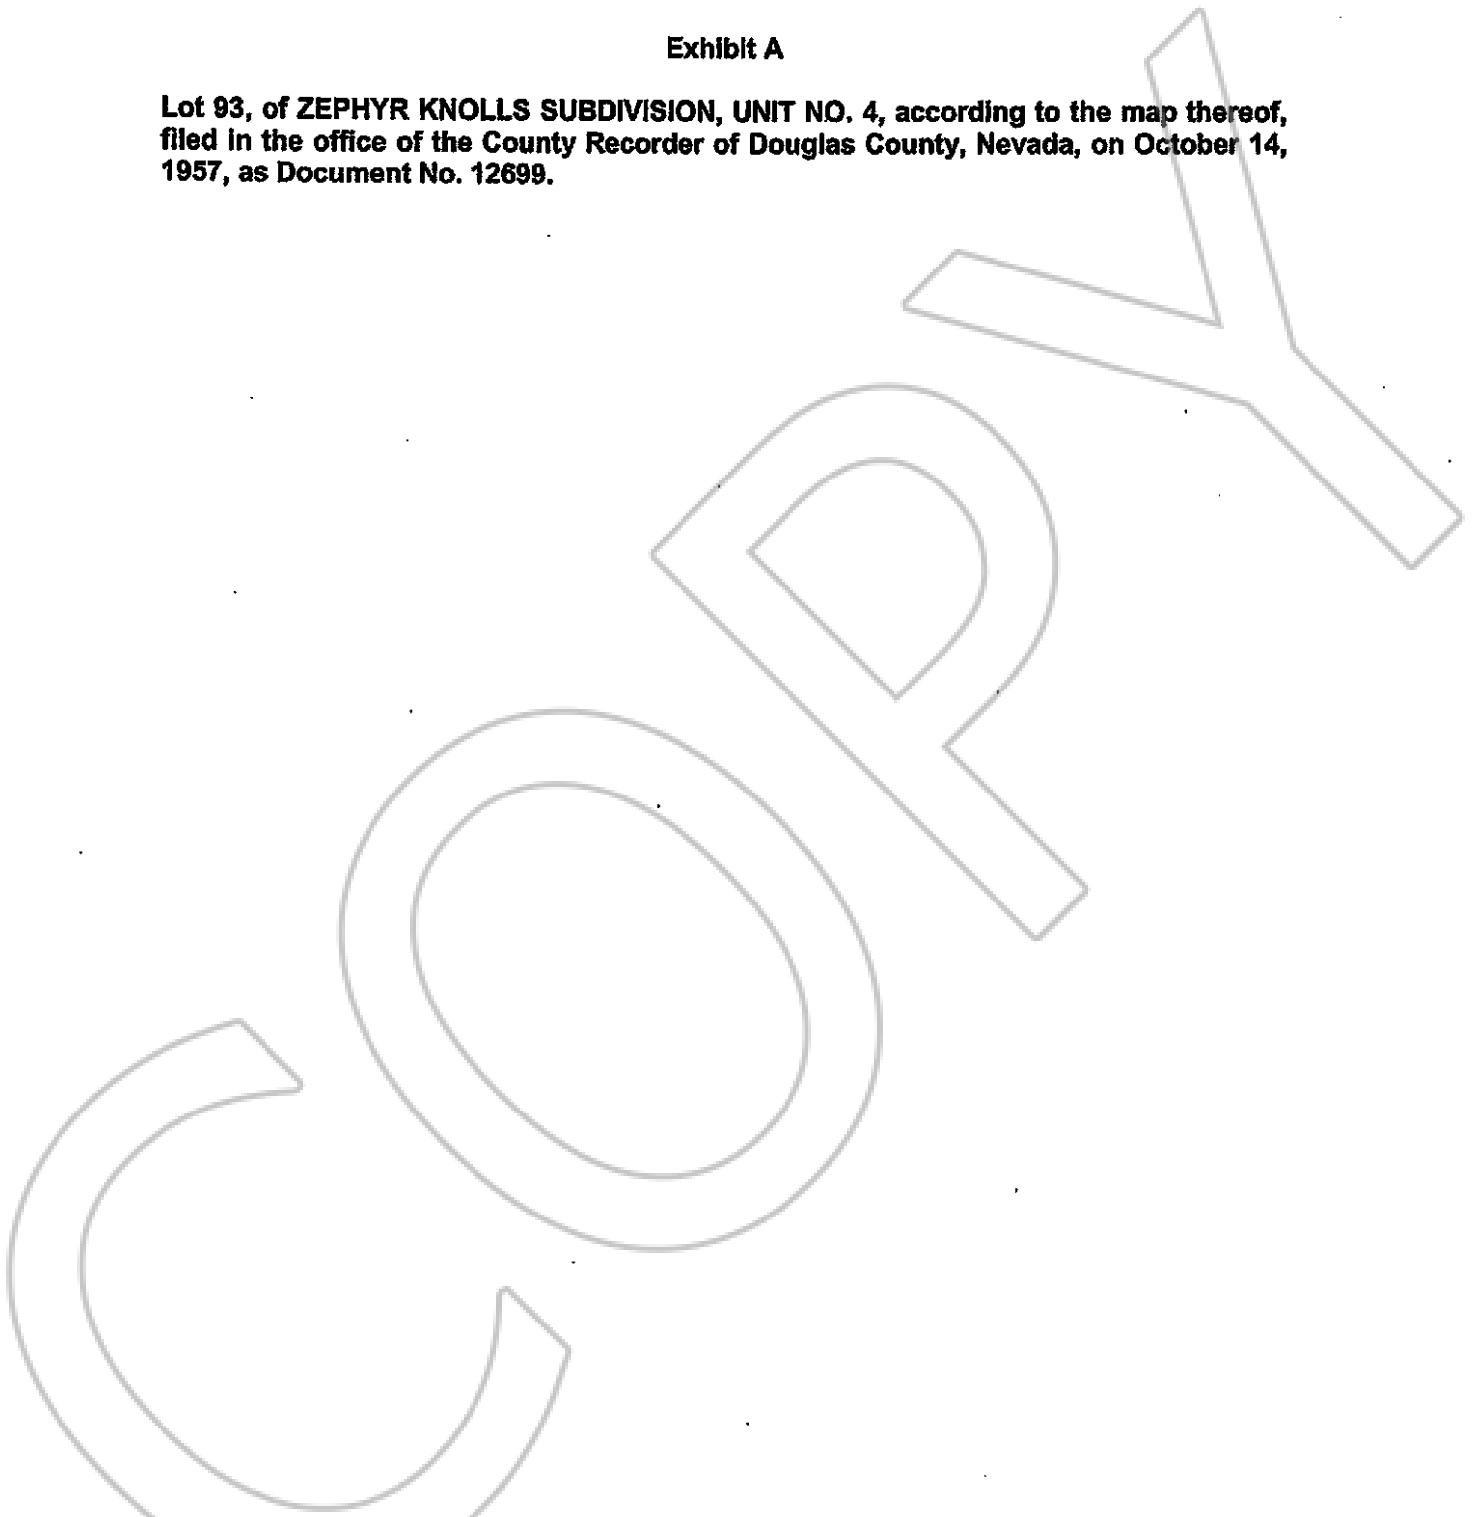 Exhibit A
Lot 93, of ZEPHYR KNOLLS SUBDIVISION, UNIT NO. 4, according to the map thereof,
filed in the office of the County Recorder of Douglas County, Nevada, on October 14,
1957, as Document No. 12699.
COPY